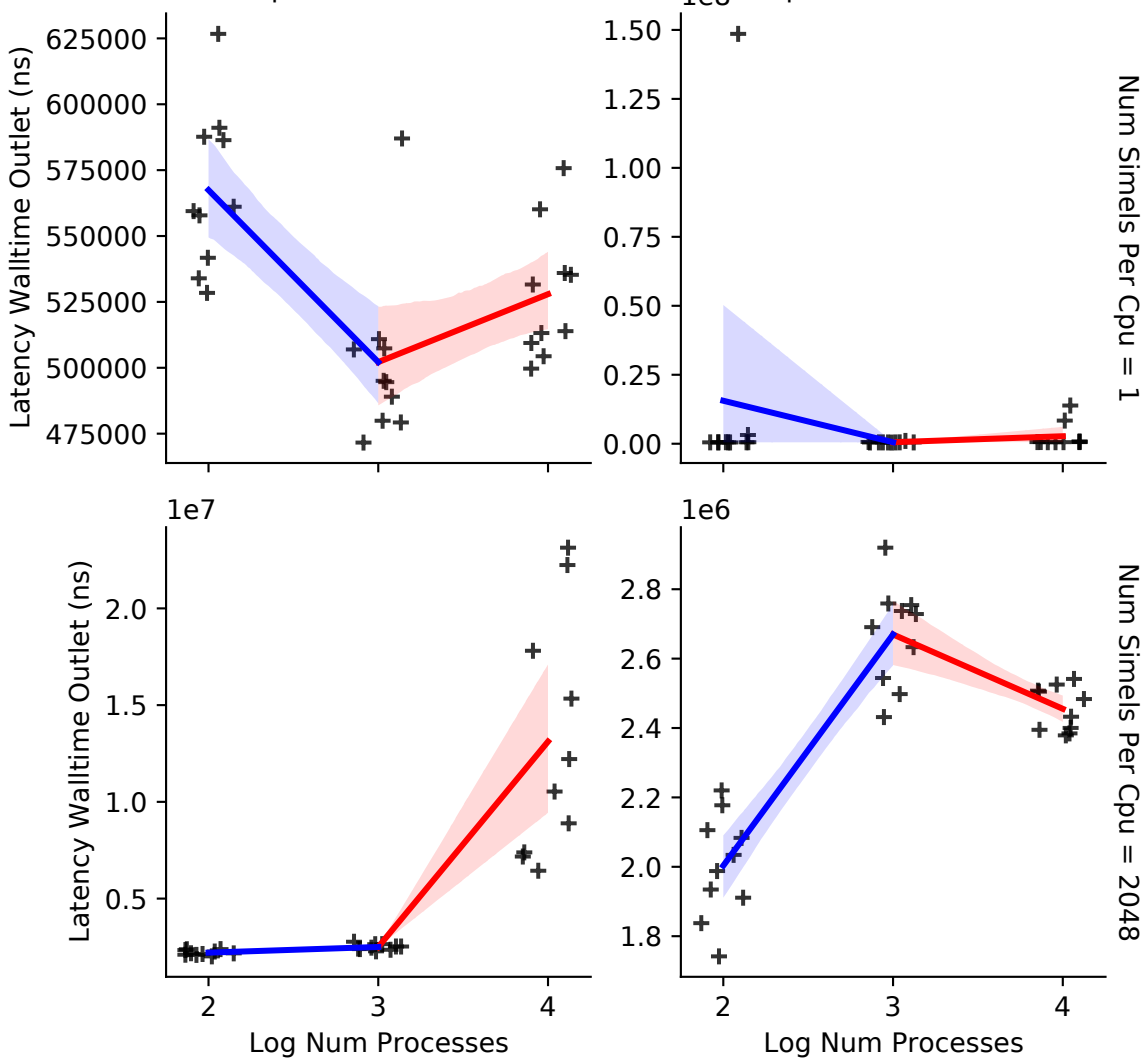 1e8
625000
600000
575000
550000
525000
500000
475000
Latency Walltime Outlet (ns)
1.50
1.25
1.00
0.75
0.50
0.25
0.00
Num Simels Per Cpu = 1
1e7
2.0
1.5
1.0
0.5
Latency Walltime Outlet (ns)
2 3 4
Log Num Processes
1e6
2.8
2.6
2.4
2.2
2.0
1.8
Num Simels Per Cpu = 2048
2 3 4
Log Num Processes